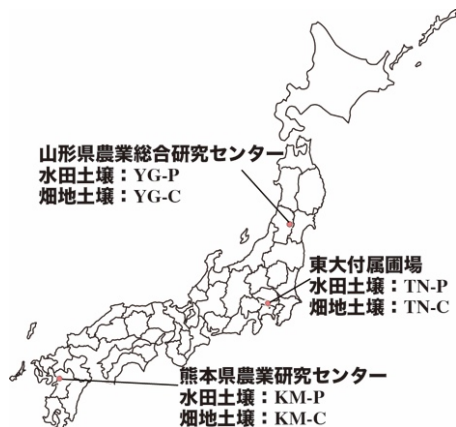 山形県農業総合研究センター
水田土壌：YG-P
畑地土壌：YG-C
東大付属圃場
水田土壌：TN-P
畑地土壌：TN-C
熊本県農業研究センター
水田土壌：KM-P
畑地土壌：KM-C